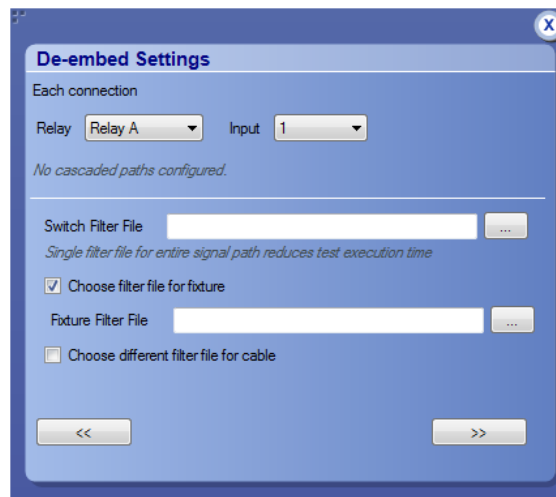 X
De-embed Settings
Each connection
Relay Relay A Input 1
No cascaded paths configured.
Switch Filter File ...
Single filter file for entire signal path reduces test execution time
Choose filter file for fixture
Fixture Filter File ...
Choose different filter file for cable
<< >>